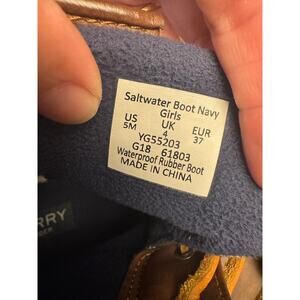 Saltwater Boot Navy
Girls
US UK EUR
5M 4 37
YG55203
G18 61803
Waterproof Rubber Boot
MADE IN CHINA
RRY